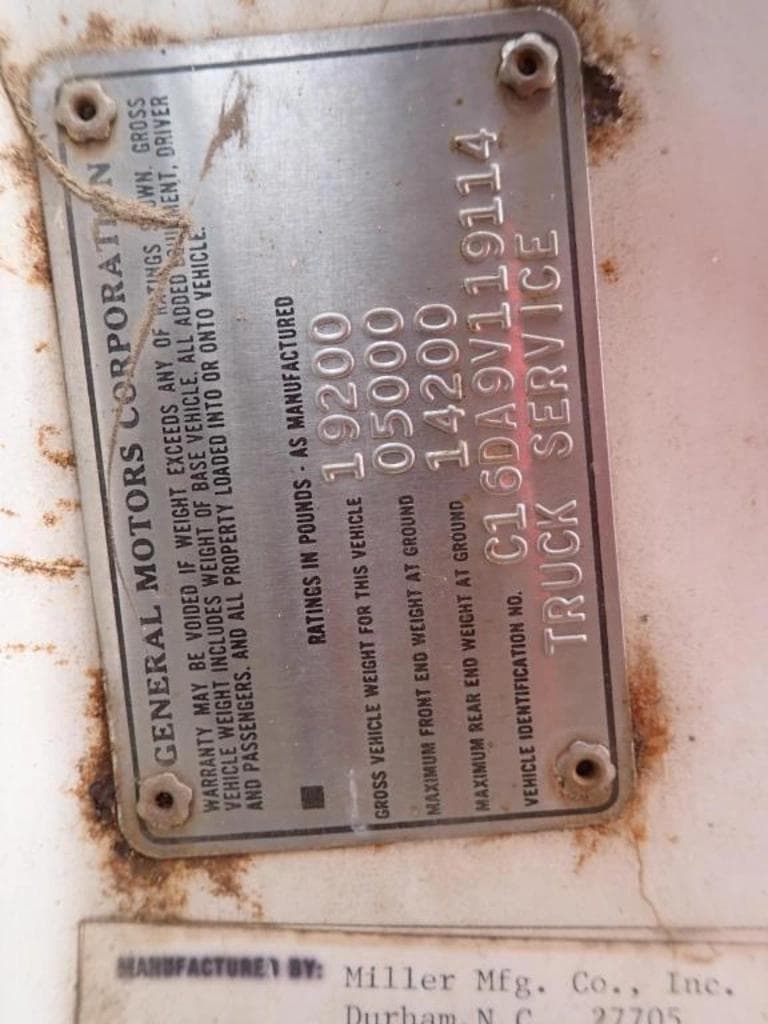 GENERAL MOTORS CORPORATION
WARRANTY MAY BE VOIDED IF WEIGHT EXCEEDS ANY OF RATINGS SHOWN. GROSS
VEHICLE WEIGHT INCLUDES WEIGHT OF BASE VEHICLE, ALL ADDED EQUIPMENT, DRIVER
AND PASSENGERS, AND ALL PROPERTY LOADED INTO OR ONTO VEHICLE.
RATINGS IN POUNDS - AS MANUFACTURED
GROSS VEHICLE WEIGHT FOR THIS VEHICLE 19200
MAXIMUM FRONT END WEIGHT AT GROUND 05000
MAXIMUM REAR END WEIGHT AT GROUND 14200
VEHICLE IDENTIFICATION NO. C16DA9V119114
TRUCK SERVICE
MANUFACTURED BY: Miller Mfg. Co., Inc.
Durham, N C 27705